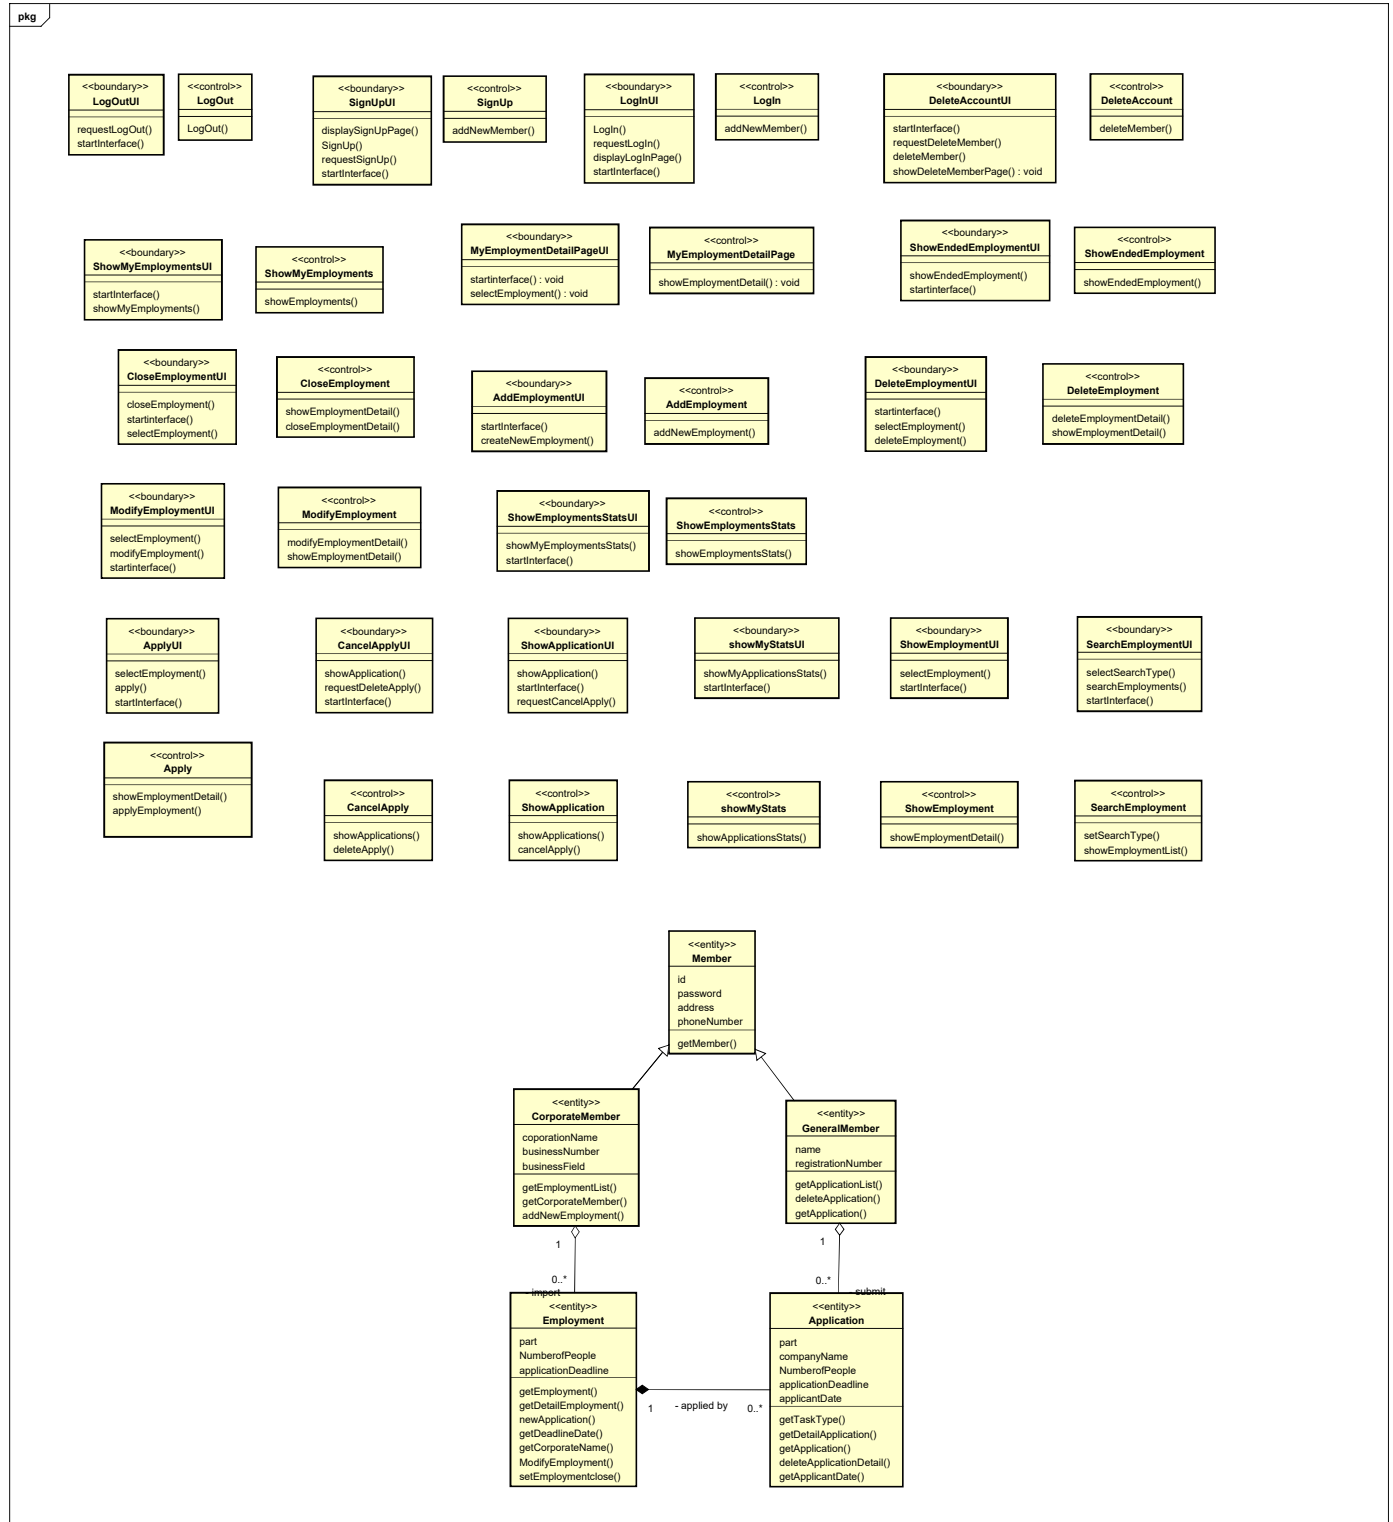 pkg
<<boundary>>
LogOutUI
requestLogOut()
startInterface()
<<control>>
LogOut
LogOut()
<<boundary>>
SignUpUI
displaySignUpPage()
SignUp()
requestSignUp()
startInterface()
<<control>>
SignUp
addNewMember()
<<boundary>>
LogInUI
LogIn()
requestLogIn()
displayLogInPage()
startInterface()
<<control>>
LogIn
addNewMember()
<<boundary>>
DeleteAccountUI
startInterface()
requestDeleteMember()
deleteMember()
showDeleteMemberPage() : void
<<control>>
DeleteAccount
deleteMember()
<<boundary>>
ShowMyEmploymentsUI
startInterface()
showMyEmployments()
<<control>>
ShowMyEmployments
showEmployments()
<<boundary>>
MyEmploymentDetailPageUI
startinterface() : void
selectEmployment() : void
<<control>>
MyEmploymentDetailPage
showEmploymentDetail() : void
<<boundary>>
ShowEndedEmploymentUI
showEndedEmployment()
startinterface()
<<control>>
ShowEndedEmployment
showEndedEmployment()
<<boundary>>
CloseEmploymentUI
closeEmployment()
startinterface()
selectEmployment()
<<control>>
CloseEmployment
showEmploymentDetail()
closeEmploymentDetail()
<<boundary>>
AddEmploymentUI
startInterface()
createNewEmployment()
<<control>>
AddEmployment
addNewEmployment()
<<boundary>>
DeleteEmploymentUI
startinterface()
selectEmployment()
deleteEmployment()
<<control>>
DeleteEmployment
deleteEmploymentDetail()
showEmploymentDetail()
<<boundary>>
ModifyEmploymentUI
selectEmployment()
modifyEmployment()
startinterface()
<<control>>
ModifyEmployment
modifyEmploymentDetail()
showEmploymentDetail()
<<boundary>>
ShowEmploymentsStatsUI
showMyEmploymentsStats()
startInterface()
<<control>>
ShowEmploymentsStats
showEmploymentsStats()
<<boundary>>
ApplyUI
selectEmployment()
apply()
startInterface()
<<boundary>>
CancelApplyUI
showApplication()
requestDeleteApply()
startInterface()
<<boundary>>
ShowApplicationUI
showApplication()
startInterface()
requestCancelApply()
<<boundary>>
showMyStatsUI
showMyApplicationsStats()
startInterface()
<<boundary>>
ShowEmploymentUI
selectEmployment()
startInterface()
<<boundary>>
SearchEmploymentUI
selectSearchType()
searchEmployments()
startInterface()
<<control>>
Apply
showEmploymentDetail()
applyEmployment()
<<control>>
CancelApply
showApplications()
deleteApply()
<<control>>
ShowApplication
showApplications()
cancelApply()
<<control>>
showMyStats
showApplicationsStats()
<<control>>
ShowEmployment
showEmploymentDetail()
<<control>>
SearchEmployment
setSearchType()
showEmploymentList()
<<entity>>
Member
id
password
address
phoneNumber
getMember()
<<entity>>
CorporateMember
coporationName
businessNumber
businessField
getEmploymentList()
getCorporateMember()
addNewEmployment()
<<entity>>
GeneralMember
name
registrationNumber
getApplicationList()
deleteApplication()
getApplication()
1
0..*
- import
1
0..*
- submit
<<entity>>
Employment
part
NumberofPeople
applicationDeadline
getEmployment()
getDetailEmployment()
newApplication()
getDeadlineDate()
getCorporateName()
ModifyEmployment()
setEmploymentclose()
1
- applied by
0..*
<<entity>>
Application
part
companyName
NumberofPeople
applicationDeadline
applicantDate
getTaskType()
getDetailApplication()
getApplication()
deleteApplicationDetail()
getApplicantDate()